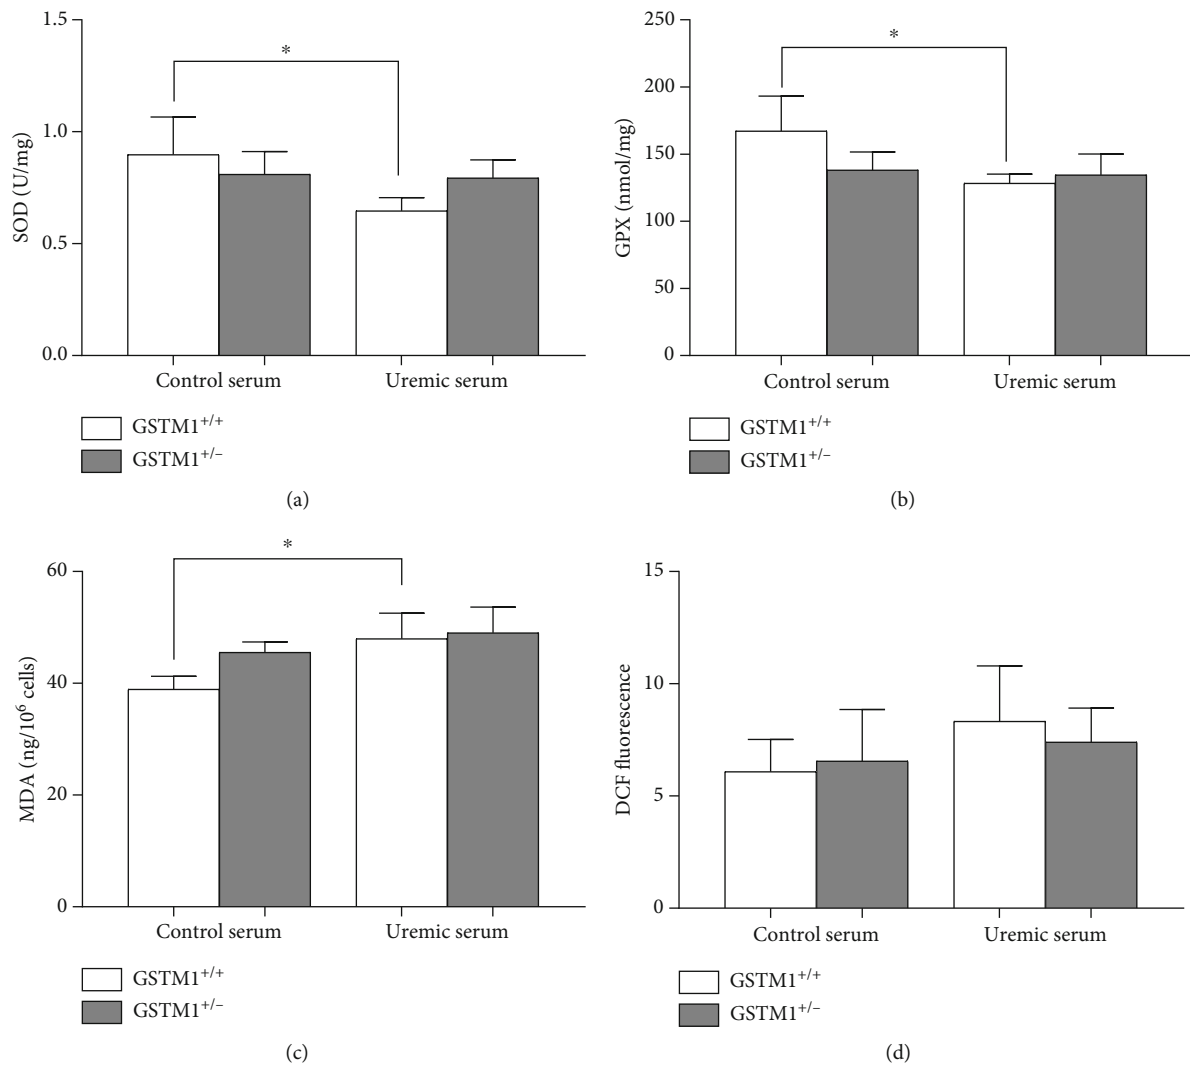 *
1.5
1.0
0.5
0.0
SOD (U/mg)
Control serum Uremic serum
GSTM1+/+
GSTM1+/−
(a)
*
250
200
150
100
50
0
GPX (nmol/mg)
Control serum Uremic serum
GSTM1+/+
GSTM1+/−
(b)
*
60
40
20
0
MDA (ng/10⁶ cells)
Control serum Uremic serum
GSTM1+/+
GSTM1+/−
(c)
15
10
5
0
DCF fluorescence
Control serum Uremic serum
GSTM1+/+
GSTM1+/−
(d)